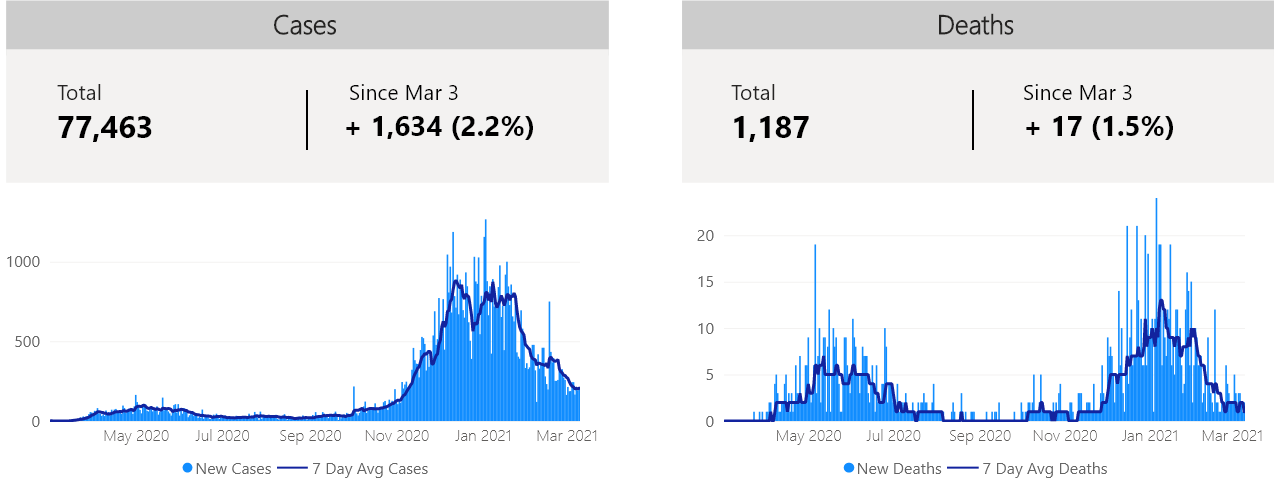 Cases
Total
Since Mar 3
77,463
+ 1,634 (2.2%)
1000
500
0
May 2020 Jul 2020 Sep 2020 Nov 2020 Jan 2021 Mar 2021
New Cases 7 Day Avg Cases
Deaths
Total
Since Mar 3
1,187
+ 17 (1.5%)
20
15
10
5
0
May 2020 Jul 2020 Sep 2020 Nov 2020 Jan 2021 Mar 2021
New Deaths 7 Day Avg Deaths